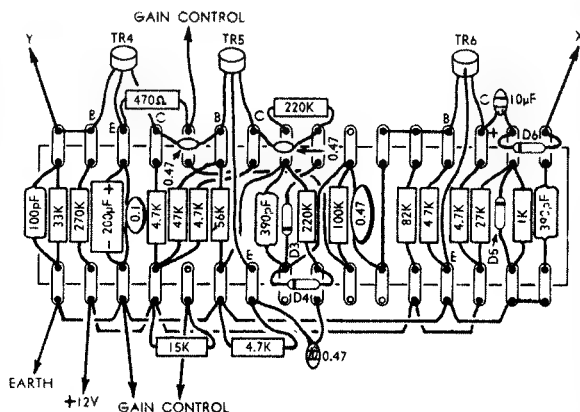 GAIN CONTROL
Y
TR4
TR5
TR6
X
470Ω
220K
10µF
B
E
C
B
C
B
C
+
D6
0.47
0.47
100pF
33K
270K
+
200µF
-
0.1
4.7K
47K
4.7K
56K
390pF
D3
220K
100K
0.47
82K
4.7K
4.7K
27K
D5
1K
E
D4
E
15K
4.7K
0.47
EARTH
+12V
GAIN CONTROL